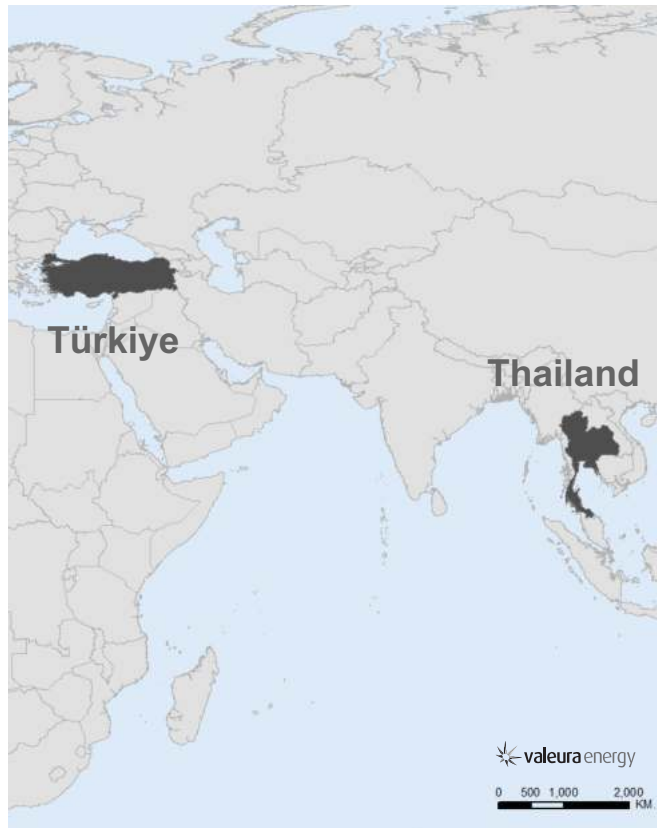 Türkiye
Thailand
valeura energy
0 500 1,000 2,000
KM.